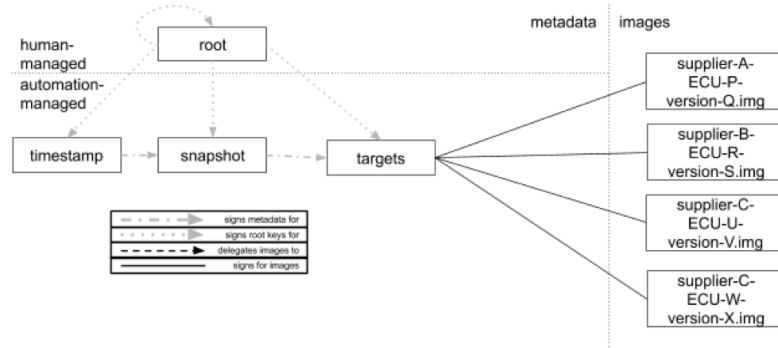 metadata
images
root
human-
managed
automation-
managed
timestamp
snapshot
targets
supplier-A-
ECU-P-
version-Q.img
supplier-B-
ECU-R-
version-S.img
supplier-C-
ECU-U-
version-V.img
supplier-C-
ECU-W-
version-X.img
signs metadata for
signs root keys for
delegates images to
signs for images